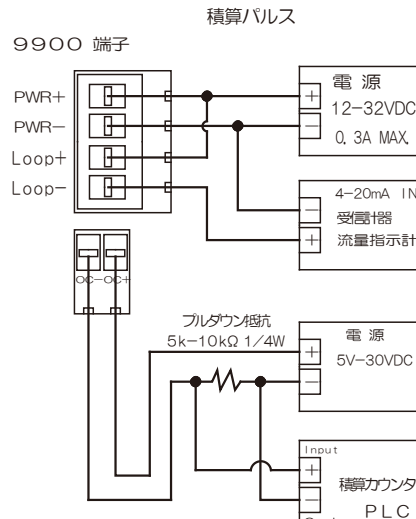 積算パルス
9900 端子
PWR+
PWR−
Loop+
Loop−
+
−
電 源
12−32VDC
0.3A MAX.
−
+
4−20mA IN
受信計器
流量指示計
OC−OC+
プルダウン抵抗
5k−10kΩ 1/4W
+
−
電 源
5V−30VDC
Input
+
−
積算カウンタ
PLC